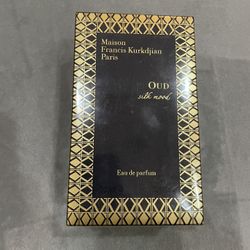 Maison
Francis Kurkdjian
Paris
OUD
silk mood
Eau de parfum